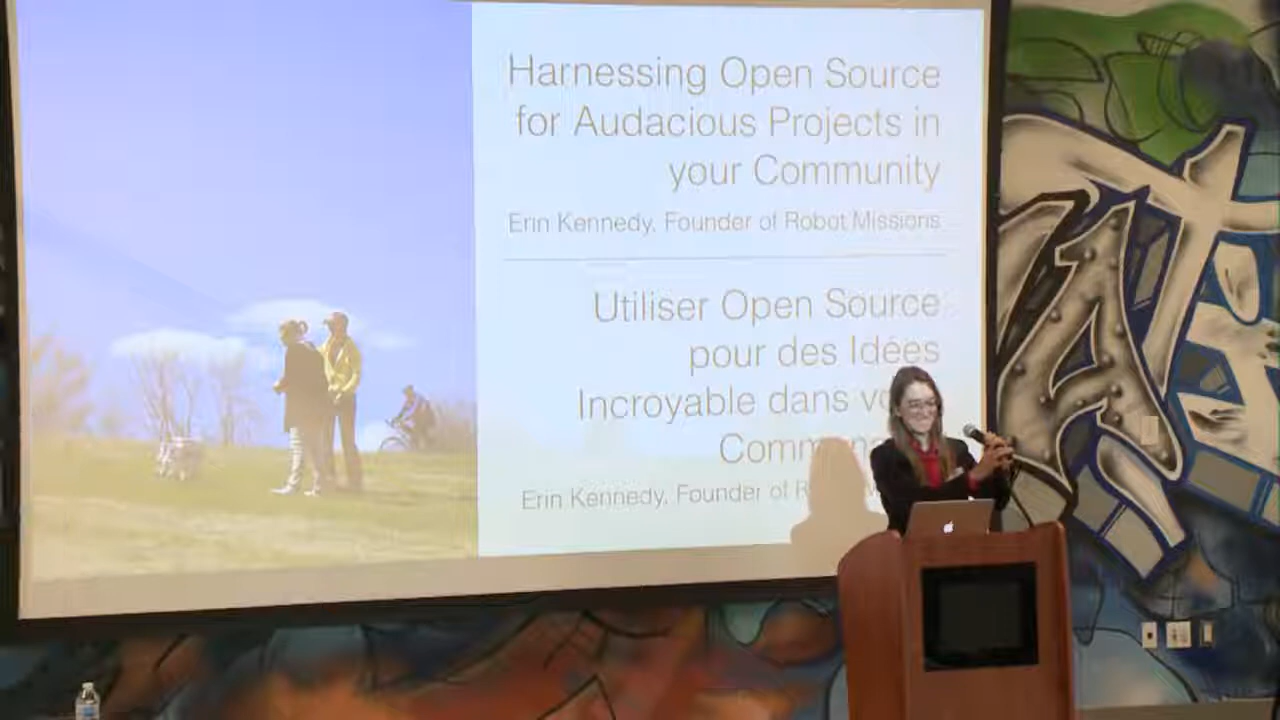 Harnessing Open Source
for Audacious Projects in
your Community
Erin Kennedy, Founder of Robot Missions
Utiliser Open Source
pour des Idées
Incroyable dans
Erin Kennedy, Founder of